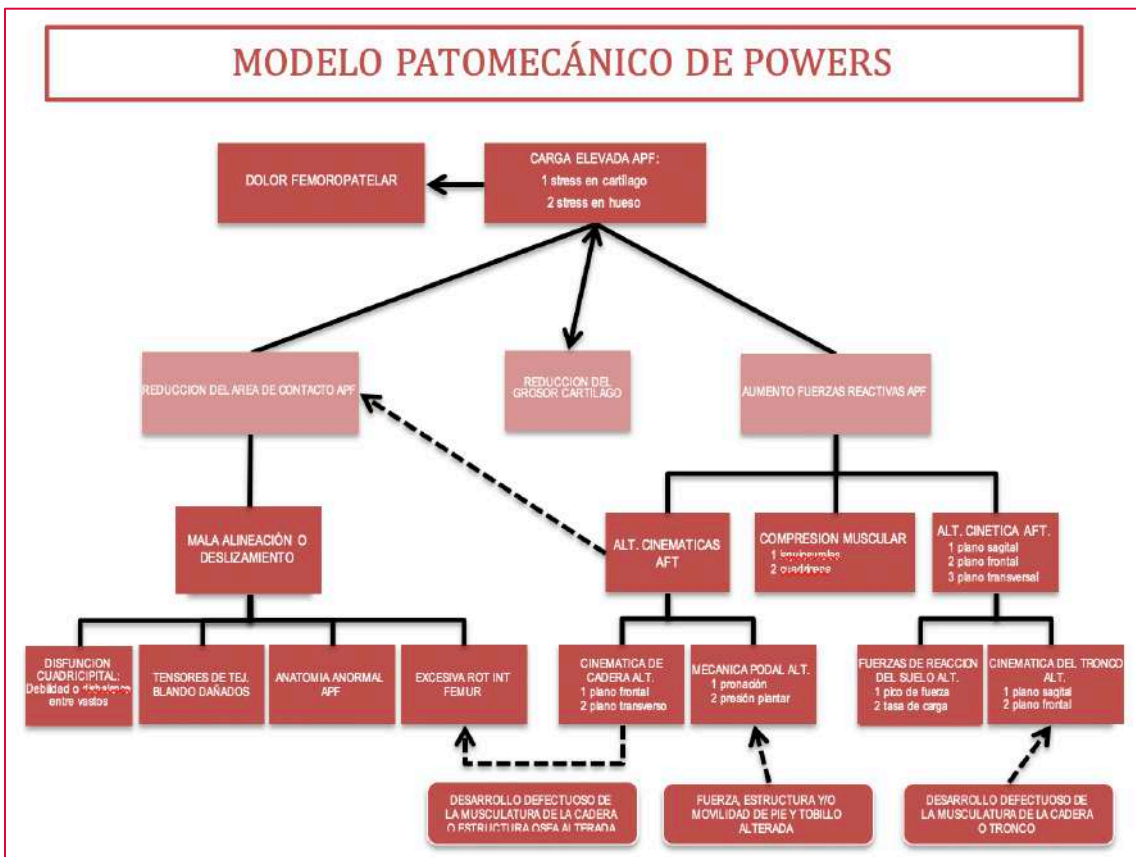 MODELO PATOMECÁNICO DE POWERS
DOLOR FEMOROPATELAR
CARGA ELEVADA APF:
1 stress en cartílago
2 stress en hueso
REDUCCION DEL AREA DE CONTACTO APF
REDUCCION DEL
GROSOR CARTILAGO
AUMENTO FUERZAS REACTIVAS APF
MALA ALINEACIÓN O
DESLIZAMIENTO
ALT. CINEMATICAS
AFT
COMPRESION MUSCULAR
1 isquiosurales
2 cuadriceps
ALT. CINETICA AFT.
1 plano sagital
2 plano frontal
3 plano transversal
DISFUNCION
CUADRICIPITAL:
Debilidad o disbalance
entre vastos
TENSORES DE TEJ.
BLANDO DAÑADOS
ANATOMIA ANORMAL
APF
EXCESIVA ROT INT
FEMUR
CINEMATICA DE
CADERA ALT.
1 plano frontal
2 plano transverso
MECANICA PODAL ALT.
1 pronación
2 presión plantar
FUERZAS DE REACCION
DEL SUELO ALT.
1 pico de fuerza
2 tasa de carga
CINEMATICA DEL TRONCO
ALT.
1 plano sagital
2 plano frontal
DESARROLLO DEFECTUOSO DE
LA MUSCULATURA DE LA CADERA
O ESTRUCTURA OSEA ALTERADA
FUERZA, ESTRUCTURA Y/O
MOVILIDAD DE PIE Y TOBILLO
ALTERADA
DESARROLLO DEFECTUOSO DE
LA MUSCULATURA DE LA CADERA
O TRONCO